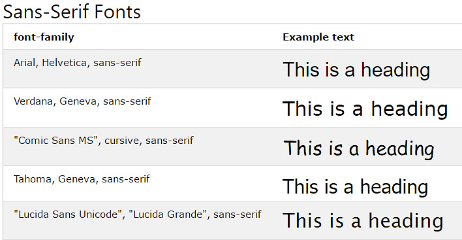 Sans-Serif Fonts
font-family Example text
Arial, Helvetica, sans-serif This is a heading
Verdana, Geneva, sans-serif This is a heading
"Comic Sans MS", cursive, sans-serif This is a heading
Tahoma, Geneva, sans-serif This is a heading
"Lucida Sans Unicode", "Lucida Grande", sans-serif This is a heading